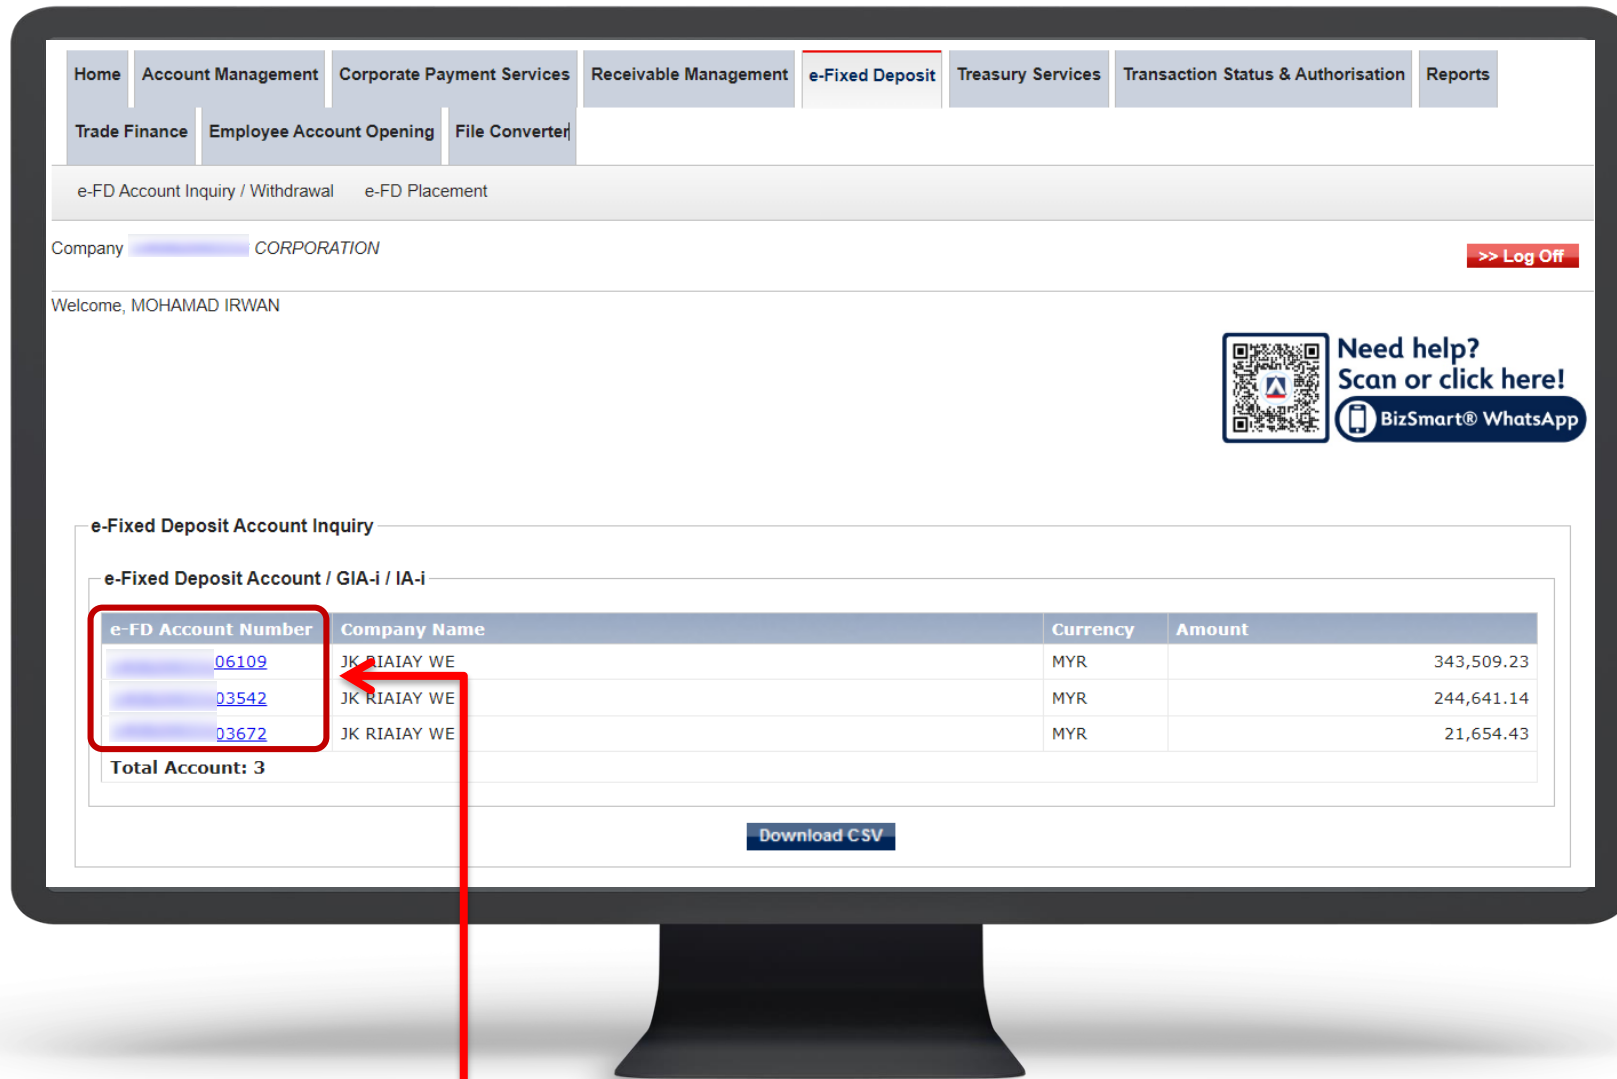 Home Account Management Corporate Payment Services Receivable Management e-Fixed Deposit Treasury Services Transaction Status & Authorisation Reports
Trade Finance Employee Account Opening File Converter
e-FD Account Inquiry / Withdrawal e-FD Placement
Company CORPORATION
>> Log Off
Welcome, MOHAMAD IRWAN
Need help?
Scan or click here!
BizSmart® WhatsApp
e-Fixed Deposit Account Inquiry
e-Fixed Deposit Account / GIA-i / IA-i
e-FD Account Number Company Name Currency Amount
06109 JK RIAIAY WE MYR 343,509.23
03542 JK RIAIAY WE MYR 244,641.14
03672 JK RIAIAY WE MYR 21,654.43
Total Account: 3
Download CSV